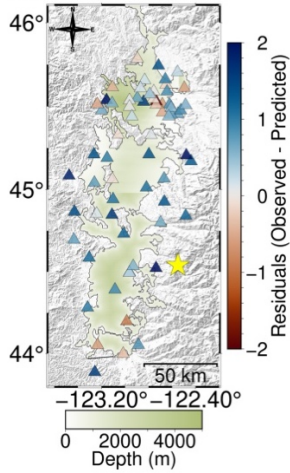 46°
45°
44°
N
W
E
S
50 km
−123.20° −122.40°
0 2000 4000
Depth (m)
2
1
0
−1
−2
Residuals (Observed - Predicted)